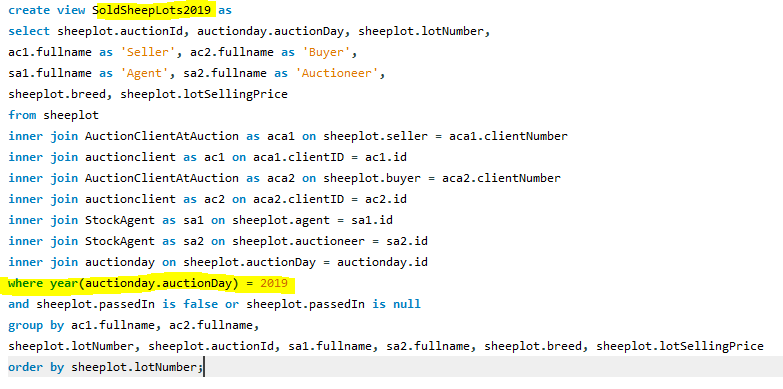 create view SoldSheepLots2019 as
select sheeplot.auctionId, auctionday.auctionDay, sheeplot.lotNumber,
ac1.fullname as 'Seller', ac2.fullname as 'Buyer',
sa1.fullname as 'Agent', sa2.fullname as 'Auctioneer',
sheeplot.breed, sheeplot.lotSellingPrice
from sheeplot
inner join AuctionClientAtAuction as aca1 on sheeplot.seller = aca1.clientNumber
inner join auctionclient as ac1 on aca1.clientID = ac1.id
inner join AuctionClientAtAuction as aca2 on sheeplot.buyer = aca2.clientNumber
inner join auctionclient as ac2 on aca2.clientID = ac2.id
inner join StockAgent as sa1 on sheeplot.agent = sa1.id
inner join StockAgent as sa2 on sheeplot.auctioneer = sa2.id
inner join auctionday on sheeplot.auctionDay = auctionday.id
where year(auctionday.auctionDay) = 2019
and sheeplot.passedIn is false or sheeplot.passedIn is null
group by ac1.fullname, ac2.fullname,
sheeplot.lotNumber, sheeplot.auctionId, sa1.fullname, sa2.fullname, sheeplot.breed, sheeplot.lotSellingPrice
order by sheeplot.lotNumber;